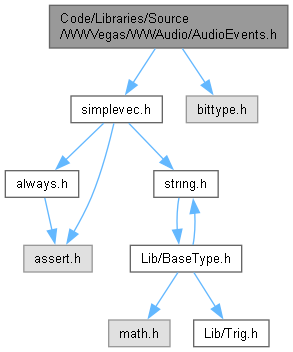 Code/Libraries/Source
/WWVegas/WWAudio/AudioEvents.h
simplevec.h
bittype.h
always.h
string.h
assert.h
Lib/BaseType.h
math.h
Lib/Trig.h